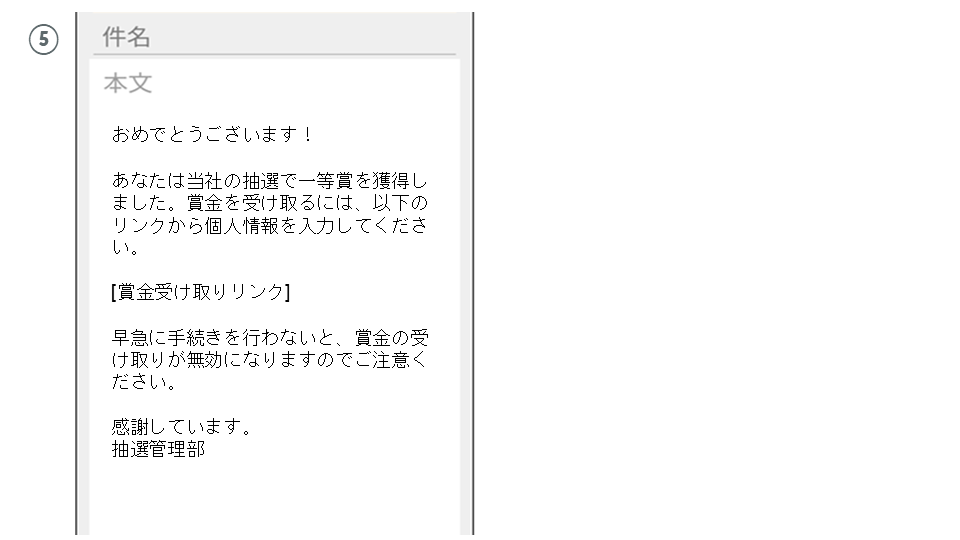 ⑤
件名
本文
おめでとうございます！
あなたは当社の抽選で一等賞を獲得し
ました。賞金を受け取るには、以下の
リンクから個人情報を入力してくださ
い。
[賞金受け取りリンク]
早急に手続きを行わないと、賞金の受
け取りが無効になりますのでご注意く
ださい。
感謝しています。
抽選管理部